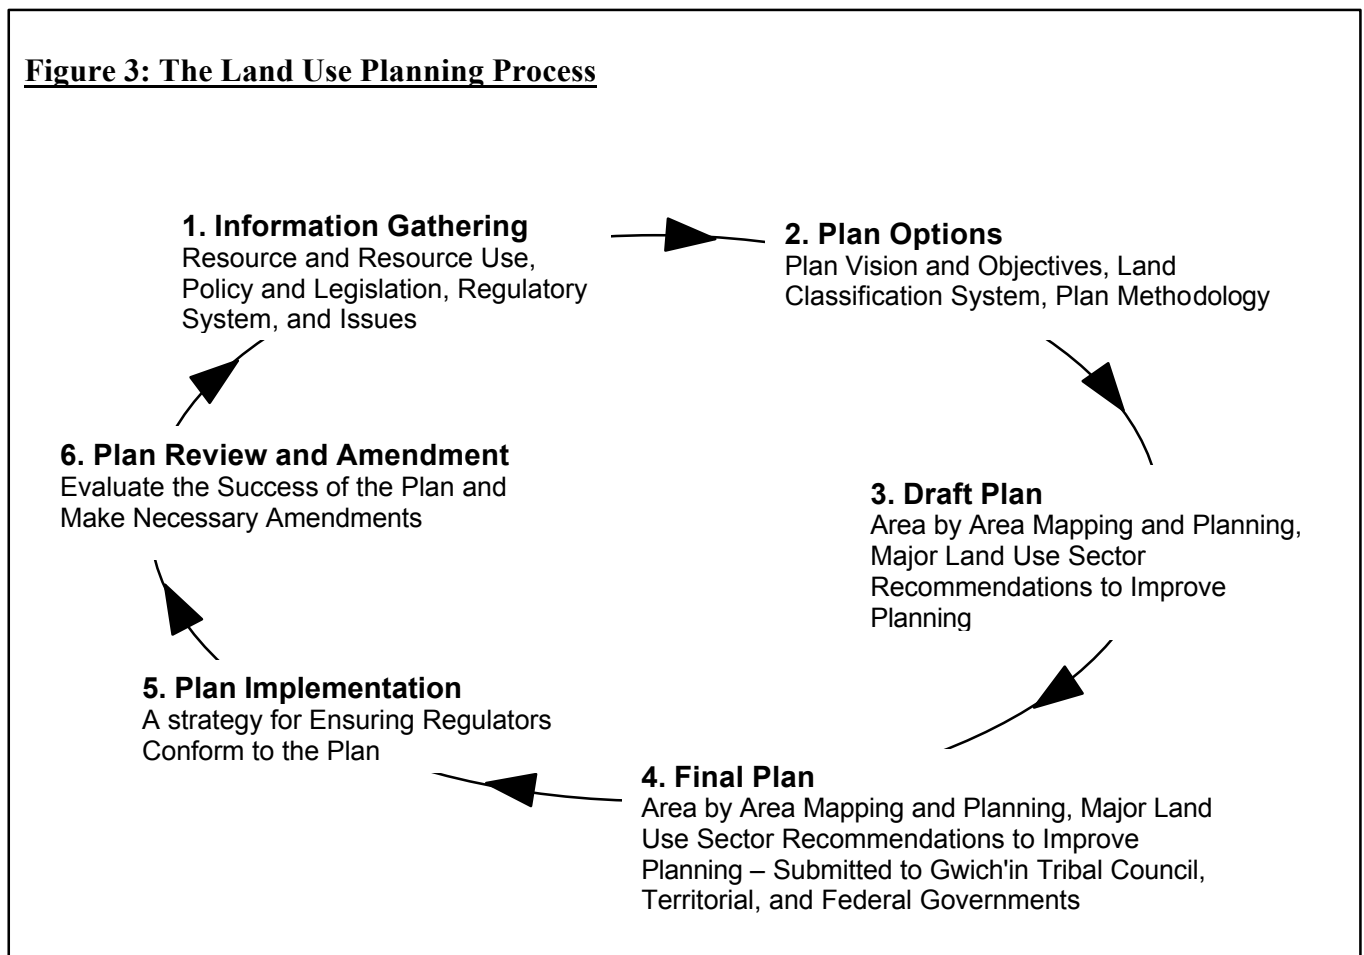 Figure 3: The Land Use Planning Process
1. Information Gathering
Resource and Resource Use,
Policy and Legislation, Regulatory
System, and Issues
2. Plan Options
Plan Vision and Objectives, Land
Classification System, Plan Methodology
3. Draft Plan
Area by Area Mapping and Planning,
Major Land Use Sector
Recommendations to Improve
Planning
4. Final Plan
Area by Area Mapping and Planning, Major Land
Use Sector Recommendations to Improve
Planning – Submitted to Gwich'in Tribal Council,
Territorial, and Federal Governments
5. Plan Implementation
A strategy for Ensuring Regulators
Conform to the Plan
6. Plan Review and Amendment
Evaluate the Success of the Plan and
Make Necessary Amendments